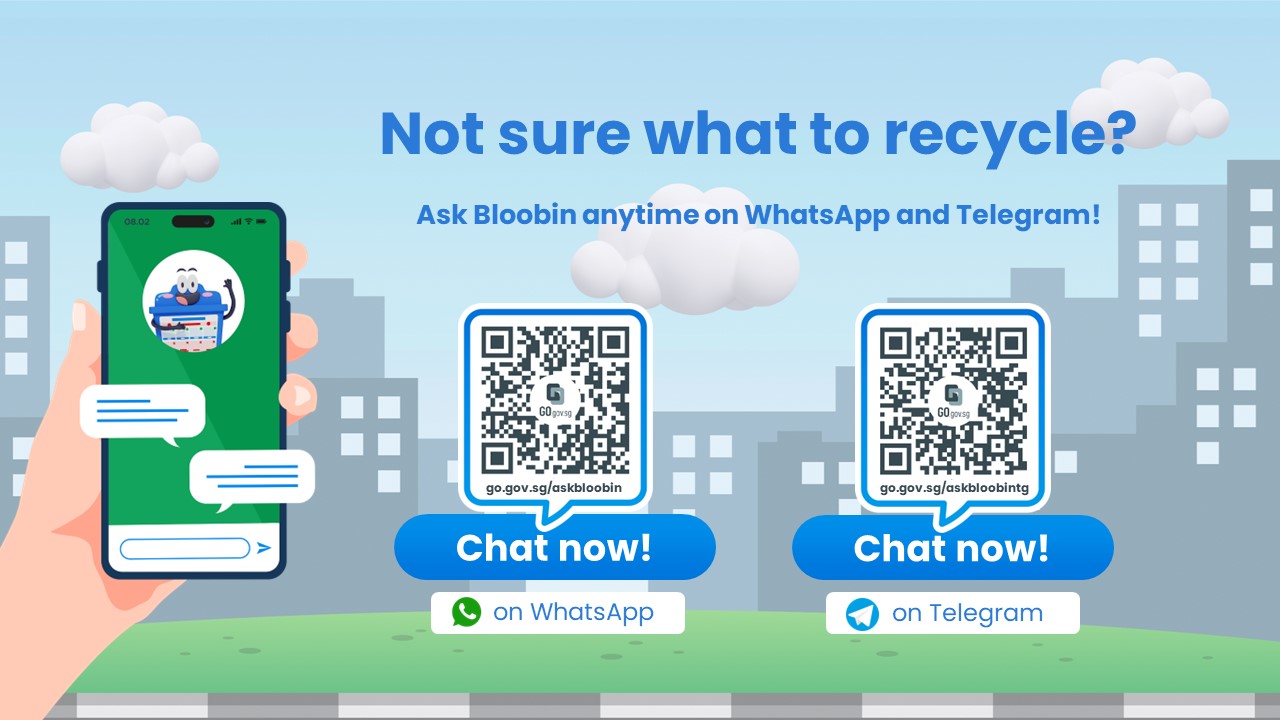 Not sure what to recycle?
Ask Bloobin anytime on WhatsApp and Telegram!
08.02
GO gov.sg
go.gov.sg/askbloobin
Chat now!
on WhatsApp
GO gov.sg
go.gov.sg/askbloobintg
Chat now!
on Telegram